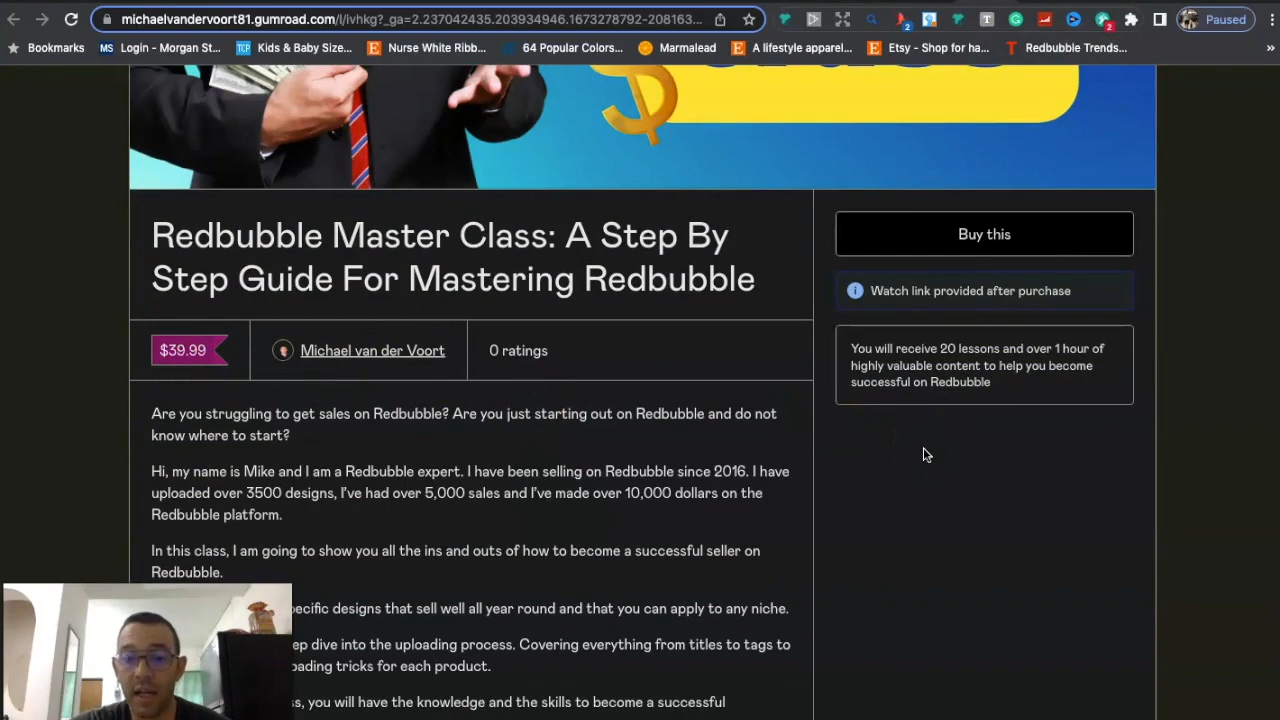 michaelvandervoort81.gumroad.com/l/ivhkg?_ga=2.237042435.203934946.1673278792-208163...
2
2
Paused
Bookmarks
Login - Morgan St...
Kids & Baby Size...
Nurse White Ribb...
64 Popular Colors...
Marmalead
A lifestyle apparel...
Etsy - Shop for ha...
Redbubble Trends...
»
Redbubble Master Class: A Step By
Step Guide For Mastering Redbubble
$39.99
Michael van der Voort
0 ratings
Buy this
Watch link provided after purchase
You will receive 20 lessons and over 1 hour of
highly valuable content to help you become
successful on Redbubble
Are you struggling to get sales on Redbubble? Are you just starting out on Redbubble and do not
know where to start?
Hi, my name is Mike and I am a Redbubble expert. I have been selling on Redbubble since 2016. I have
uploaded over 3500 designs, I've had over 5,000 sales and I've made over 10,000 dollars on the
Redbubble platform.
In this class, I am going to show you all the ins and outs of how to become a successful seller on
Redbubble.
designs that sell well all year round and that you can apply to any niche.
dive into the uploading process. Covering everything from titles to tags to
tricks for each product.
you will have the knowledge and the skills to become a successful